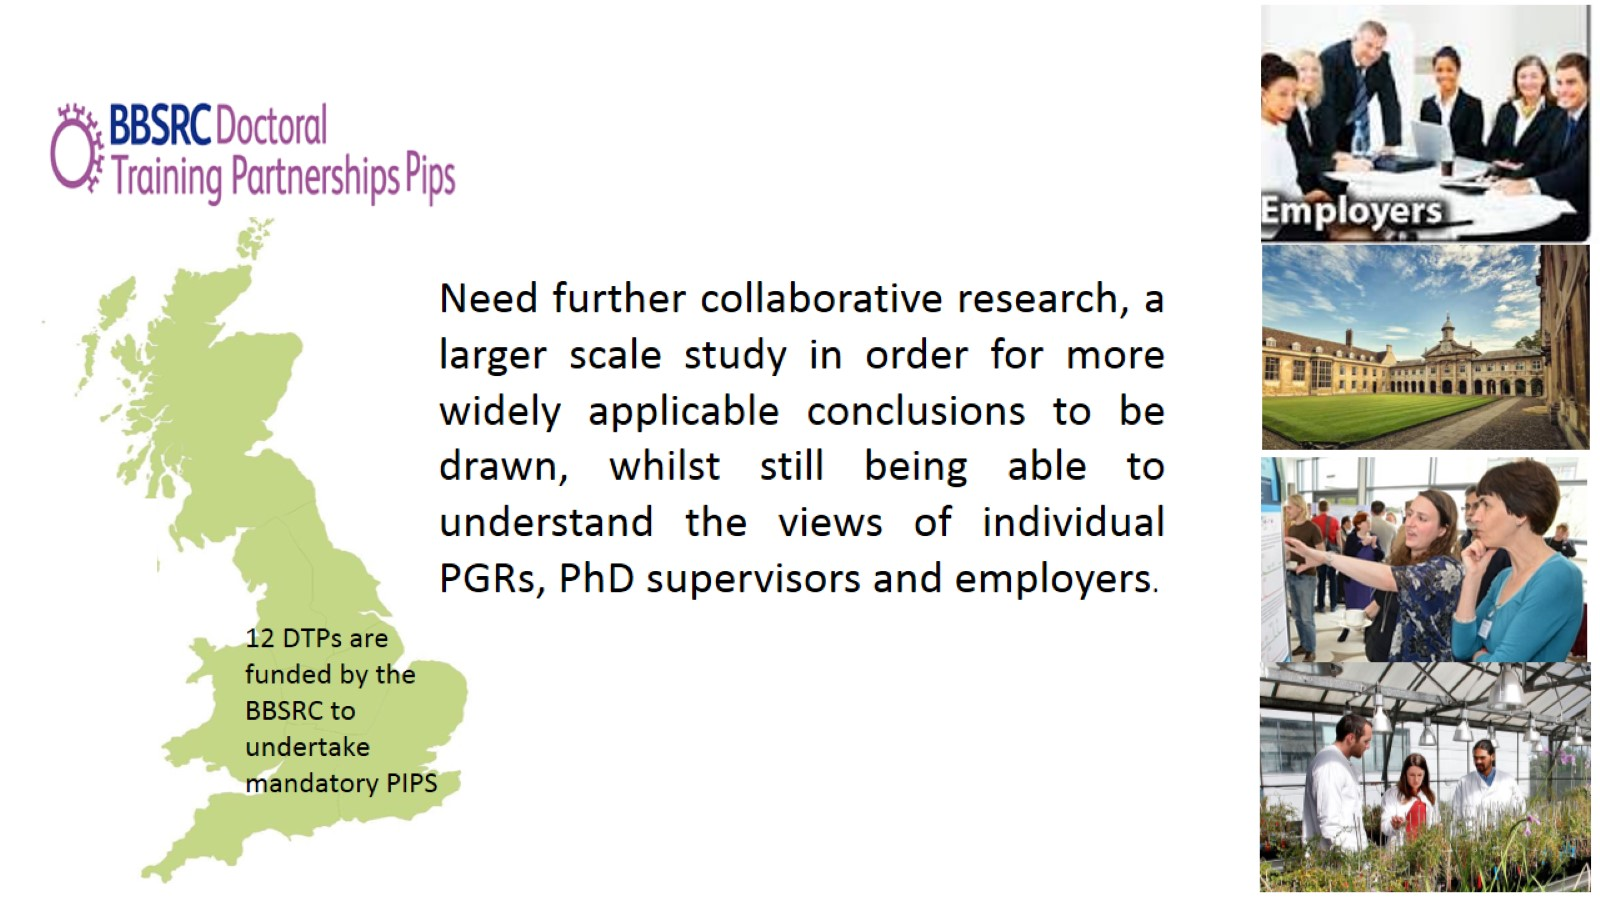 BBSRC Doctoral
Training Partnerships Pips
Need further collaborative research, a
larger scale study in order for more
widely applicable conclusions to be
drawn, whilst still being able to
understand the views of individual
PGRs, PhD supervisors and employers.
12 DTPs are
funded by the
BBSRC to
undertake
mandatory PIPS
Employers